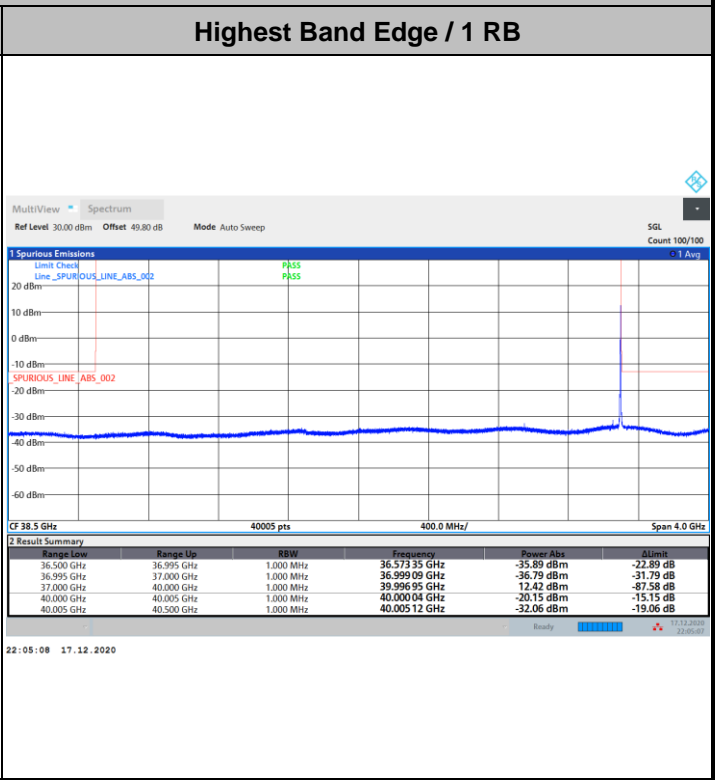 Highest Band Edge / 1 RB
MultiView Spectrum
Ref Level 30.00 dBm Offset 49.80 dB Mode Auto Sweep SGL
Count 100/100
1 Spurious Emissions 1 Avg
Limit Check PASS
Line _SPURIOUS_LINE_ABS_002 PASS
20 dBm
10 dBm
0 dBm
-10 dBm
_SPURIOUS_LINE_ABS_002
-20 dBm
-30 dBm
-40 dBm
-50 dBm
-60 dBm
CF 38.5 GHz 40005 pts 400.0 MHz/ Span 4.0 GHz
2 Result Summary
Range Low Range Up RBW Frequency Power Abs ΔLimit
36.500 GHz 36.995 GHz 1.000 MHz 36.57335 GHz -35.89 dBm -22.89 dB
36.995 GHz 37.000 GHz 1.000 MHz 36.99909 GHz -36.79 dBm -31.79 dB
37.000 GHz 40.000 GHz 1.000 MHz 39.99695 GHz 12.42 dBm -87.58 dB
40.000 GHz 40.005 GHz 1.000 MHz 40.00004 GHz -20.15 dBm -15.15 dB
40.005 GHz 40.500 GHz 1.000 MHz 40.00512 GHz -32.06 dBm -19.06 dB
Ready 17.12.2020
22:05:07
22:05:08 17.12.2020